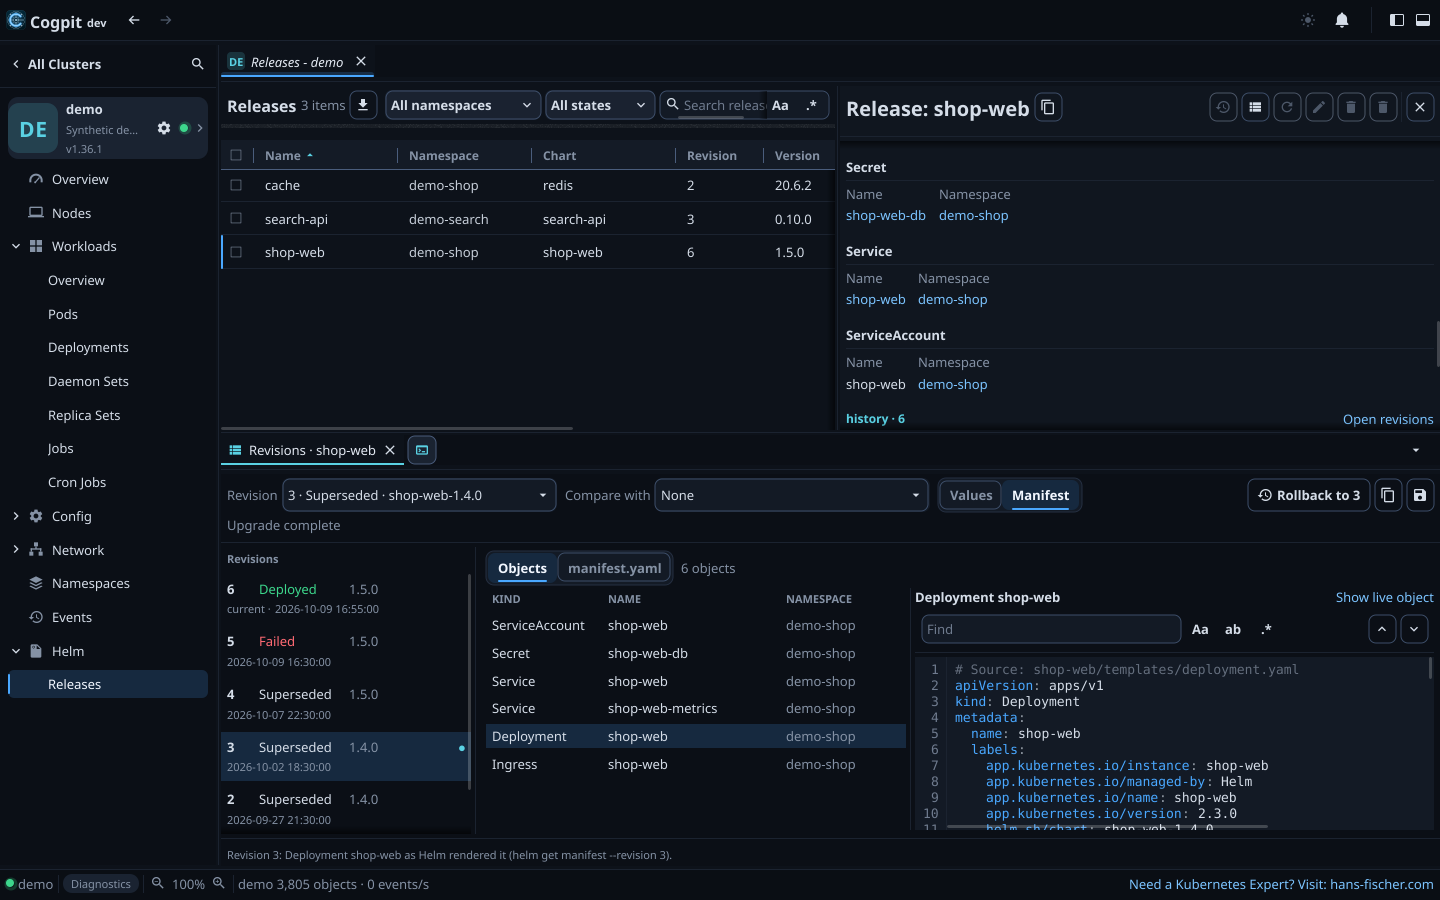 Cogpit dev
All Clusters
DE
demo
Synthetic de...
v1.36.1
Overview
Nodes
Workloads
Overview
Pods
Deployments
Daemon Sets
Replica Sets
Jobs
Cron Jobs
Config
Network
Namespaces
Events
Helm
Releases
DE Releases - demo
Releases 3 items
All namespaces
All states
Search releas
Aa .*
Name Namespace Chart Revision Version
cache demo-shop redis 2 20.6.2
search-api demo-search search-api 3 0.10.0
shop-web demo-shop shop-web 6 1.5.0
Release: shop-web
Secret
Name Namespace
shop-web-db demo-shop
Service
Name Namespace
shop-web demo-shop
ServiceAccount
Name Namespace
shop-web demo-shop
history · 6 Open revisions
Revisions · shop-web
Revision 3 · Superseded · shop-web-1.4.0 Compare with None Values Manifest Rollback to 3
Upgrade complete
Revisions
6 Deployed 1.5.0
current · 2026-10-09 16:55:00
5 Failed 1.5.0
2026-10-09 16:30:00
4 Superseded 1.5.0
2026-10-07 22:30:00
3 Superseded 1.4.0
2026-10-02 18:30:00
2 Superseded 1.4.0
2026-09-27 21:30:00
Objects manifest.yaml 6 objects
KIND NAME NAMESPACE
ServiceAccount shop-web demo-shop
Secret shop-web-db demo-shop
Service shop-web demo-shop
Service shop-web-metrics demo-shop
Deployment shop-web demo-shop
Ingress shop-web demo-shop
Deployment shop-web Show live object
Find Aa ab .*
1 # Source: shop-web/templates/deployment.yaml
2 apiVersion: apps/v1
3 kind: Deployment
4 metadata:
5 name: shop-web
6 labels:
7 app.kubernetes.io/instance: shop-web
8 app.kubernetes.io/managed-by: Helm
9 app.kubernetes.io/name: shop-web
10 app.kubernetes.io/version: 2.3.0
11 helm.sh/chart: shop-web-1.4.0
Revision 3: Deployment shop-web as Helm rendered it (helm get manifest --revision 3).
demo Diagnostics 100% demo 3,805 objects · 0 events/s
Need a Kubernetes Expert? Visit: hans-fischer.com